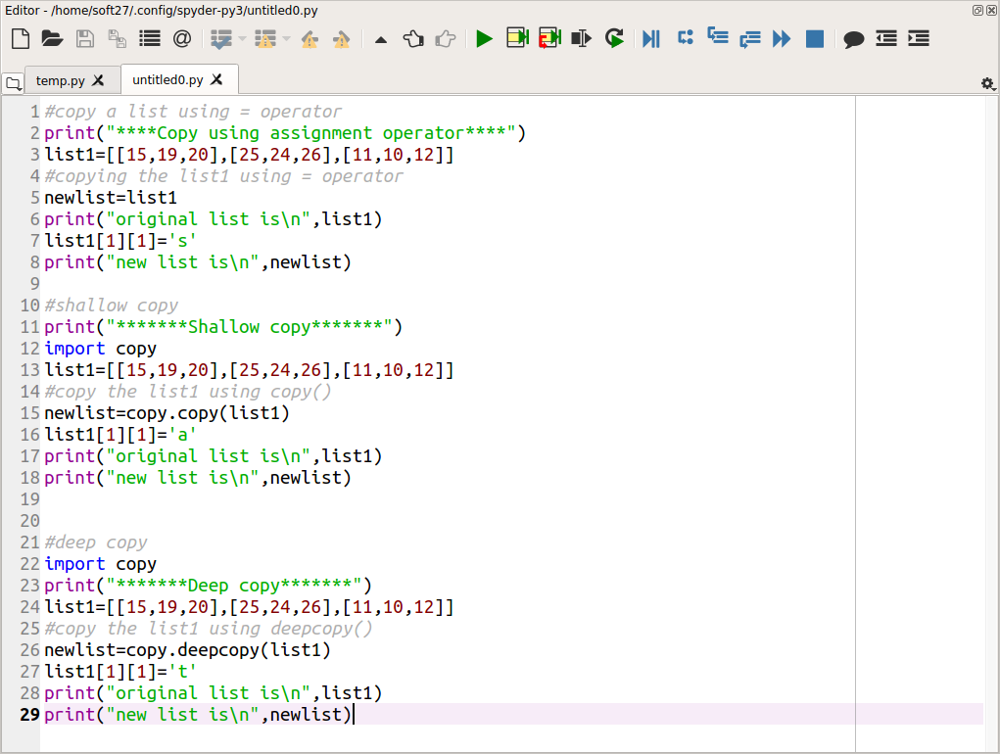 Editor - /home/soft27/.config/spyder-py3/untitled0.py
temp.py
untitled0.py
1 #copy a list using = operator
2 print("****Copy using assignment operator****")
3 list1=[[15,19,20],[25,24,26],[11,10,12]]
4 #copying the list1 using = operator
5 newlist=list1
6 print("original list is\n",list1)
7 list1[1][1]='s'
8 print("new list is\n",newlist)
9
10 #shallow copy
11 print("*******Shallow copy*******")
12 import copy
13 list1=[[15,19,20],[25,24,26],[11,10,12]]
14 #copy the list1 using copy()
15 newlist=copy.copy(list1)
16 list1[1][1]='a'
17 print("original list is\n",list1)
18 print("new list is\n",newlist)
19
20
21 #deep copy
22 import copy
23 print("*******Deep copy*******")
24 list1=[[15,19,20],[25,24,26],[11,10,12]]
25 #copy the list1 using deepcopy()
26 newlist=copy.deepcopy(list1)
27 list1[1][1]='t'
28 print("original list is\n",list1)
29 print("new list is\n",newlist)